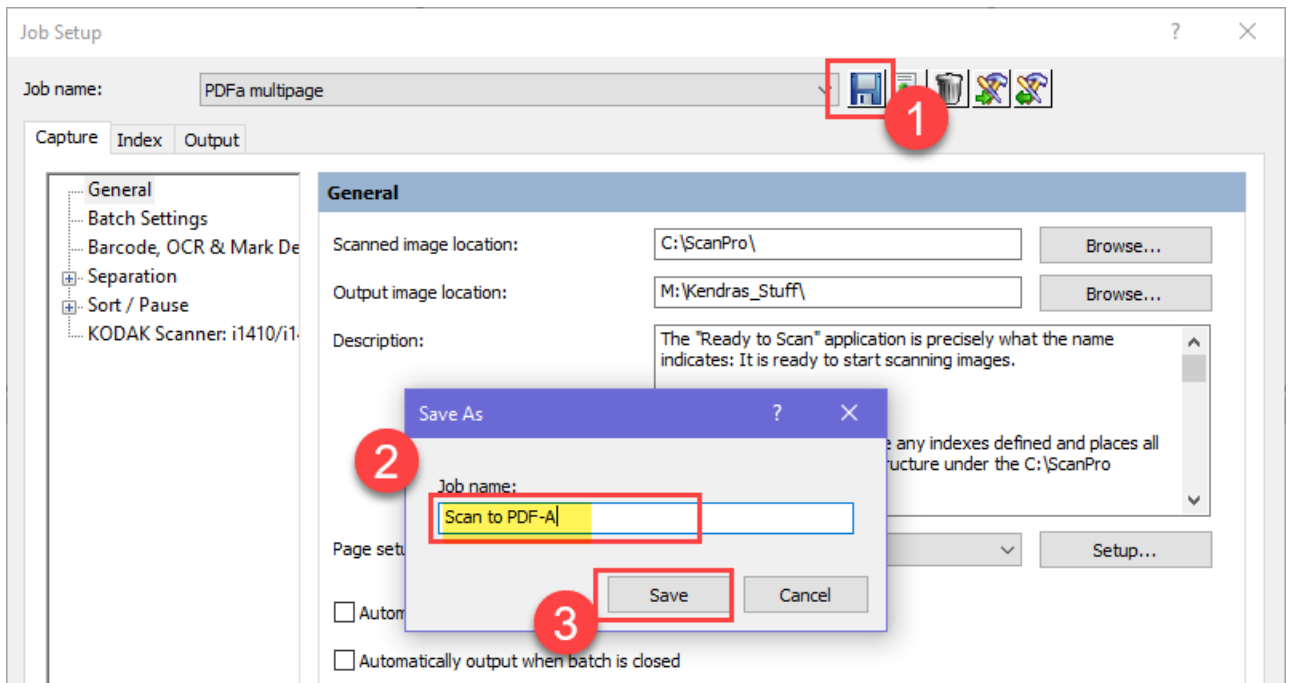 Job Setup
?
Job name:
PDFa multipage
1
Capture
Index
Output
General
Batch Settings
Barcode, OCR & Mark De
Separation
Sort / Pause
KODAK Scanner: i1410/i1
General
Scanned image location:
C:\ScanPro\
Browse...
Output image location:
M:\Kendras_Stuff\
Browse...
Description:
The "Ready to Scan" application is precisely what the name
indicates: It is ready to start scanning images.
any indexes defined and places all
ucture under the C:\ScanPro
Save As
?
2
Job name:
Scan to PDF-A
Save
Cancel
3
Page setu
Setup...
Autom
Automatically output when batch is closed